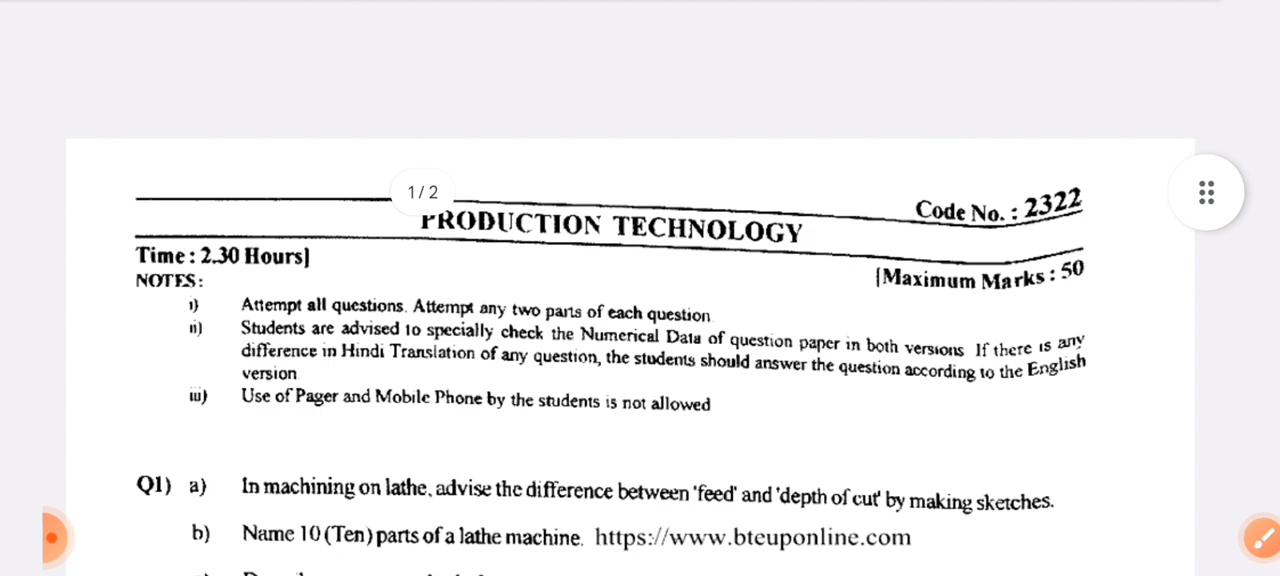 1/2
Code No. : 2322
PRODUCTION TECHNOLOGY
Time : 2.30 Hours]
[Maximum Marks : 50
NOTES :
i) Attempt all questions. Attempt any two parts of each question
ii) Students are advised to specially check the Numerical Data of question paper in both versions If there is any
difference in Hindi Translation of any question, the students should answer the question according to the English
version
iii) Use of Pager and Mobile Phone by the students is not allowed
Q1) a) In machining on lathe, advise the difference between 'feed' and 'depth of cut' by making sketches.
b) Name 10 (Ten) parts of a lathe machine. https://www.bteuponline.com